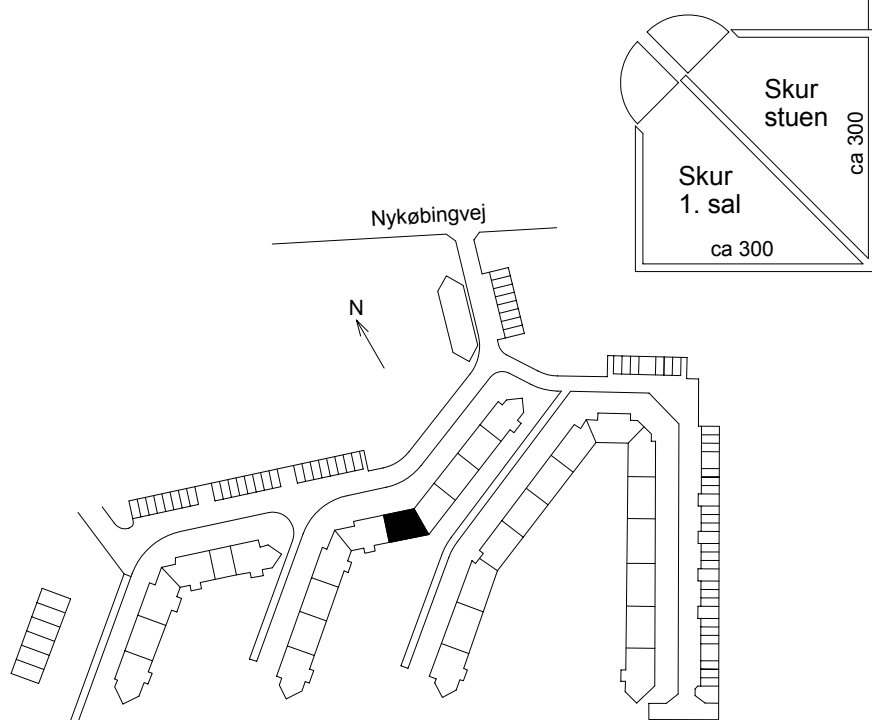 Skur
stuen
ca 300
Skur
1. sal
ca 300
Nykøbingvej
N